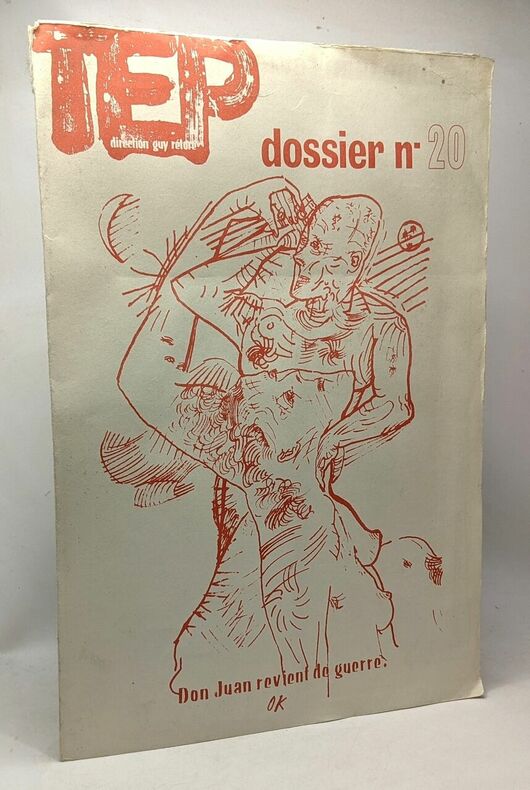 TEP
direction guy rétoré
dossier n° 20
Don Juan revient de guerre.
OK